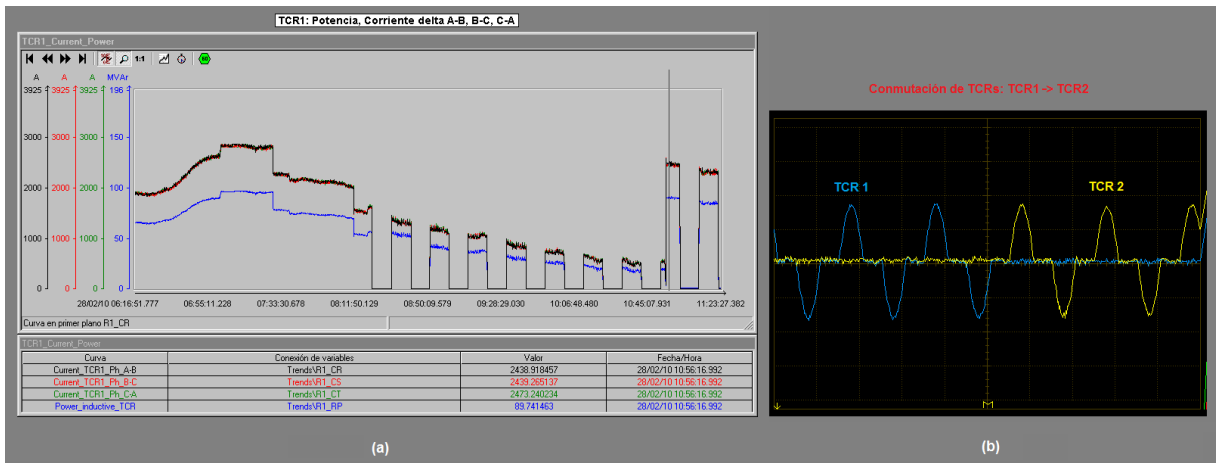 TCR1: Potencia, Corriente delta A-B, B-C, C-A
TCR1_Current_Power
1:1
A A A MVAr
3925 3925 3925 196
3000 3000 3000 150
2000 2000 2000 100
1000 1000 1000 50
0 0 0 0
28/02/10 06:16:51.777 06:55:11.228 07:33:30.678 08:11:50.129 08:50:09.579 09:28:29.030 10:06:48.480 10:45:07.931 11:23:27.382
Curva en primer plano R1_CR
TCR1_Current_Power
Curva Conexión de variables Valor Fecha/Hora
Current_TCR1_Ph_A-B Trends\R1_CR 2438.918457 28/02/10 10:56:16.992
Current_TCR1_Ph_B-C Trends\R1_CS 2439.265137 28/02/10 10:56:16.992
Current_TCR1_Ph_C-A Trends\R1_CT 2473.240234 28/02/10 10:56:16.992
Power_inductive_TCR Trends\R1_RP 89.741463 28/02/10 10:56:16.992
(a)
Conmutación de TCRs: TCR1 -> TCR2
TCR 1
TCR 2
(b)